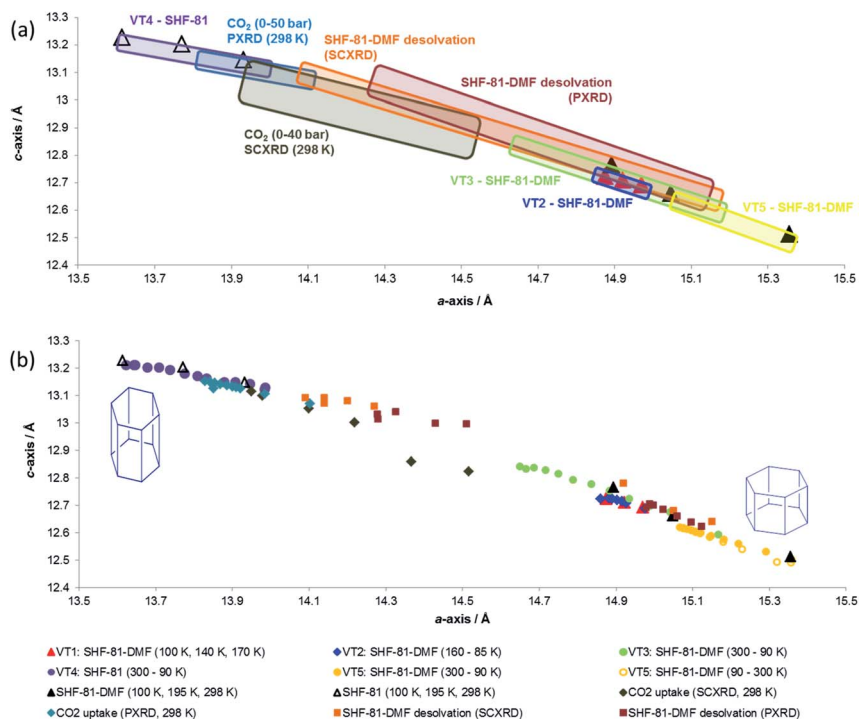 (a)
VT4 - SHF-81
CO₂ (0-50 bar)
PXRD (298 K)
SHF-81-DMF desolvation
(SCXRD)
SHF-81-DMF desolvation
(PXRD)
CO₂ (0-40 bar)
SCXRD (298 K)
VT3 - SHF-81-DMF
VT2 - SHF-81-DMF
VT5 - SHF-81-DMF
c-axis / Å
13.3
13.2
13.1
13
12.9
12.8
12.7
12.6
12.5
12.4
13.5 13.7 13.9 14.1 14.3 14.5 14.7 14.9 15.1 15.3 15.5
a-axis / Å
(b)
c-axis / Å
13.3
13.2
13.1
13
12.9
12.8
12.7
12.6
12.5
12.4
13.5 13.7 13.9 14.1 14.3 14.5 14.7 14.9 15.1 15.3 15.5
a-axis / Å
VT1: SHF-81-DMF (100 K, 140 K, 170 K) VT2: SHF-81-DMF (160 - 85 K) VT3: SHF-81-DMF (300 - 90 K)
VT4: SHF-81 (300 - 90 K) VT5: SHF-81-DMF (300 - 90 K) VT5: SHF-81-DMF (90 - 300 K)
SHF-81-DMF (100 K, 195 K, 298 K) SHF-81 (100 K, 195 K, 298 K) CO2 uptake (SCXRD, 298 K)
CO2 uptake (PXRD, 298 K) SHF-81-DMF desolvation (SCXRD) SHF-81-DMF desolvation (PXRD)